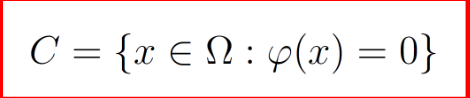 C = {x ∈ Ω : φ(x) = 0}